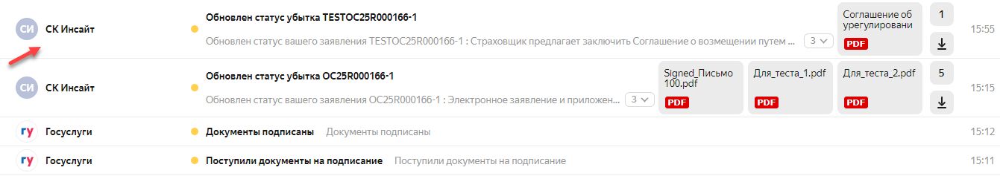 СИ СК Инсайт
Обновлен статус убытка TESTOC25R000166-1
Обновлен статус вашего заявления TESTOC25R000166-1 : Страховщик предлагает заключить Соглашение о возмещении путем ...
3
Соглашение об
урегулировани
PDF
1
15:55
СИ СК Инсайт
Обновлен статус убытка OC25R000166-1
Обновлен статус вашего заявления OC25R000166-1 : Электронное заявление и приложен...
3
Signed_Письмо
100.pdf
PDF
Для_теста_1.pdf
PDF
Для_теста_2.pdf
PDF
5
15:15
гу Госуслуги Документы подписаны Документы подписаны 15:12
гу Госуслуги Поступили документы на подписание Поступили документы на подписание 15:11